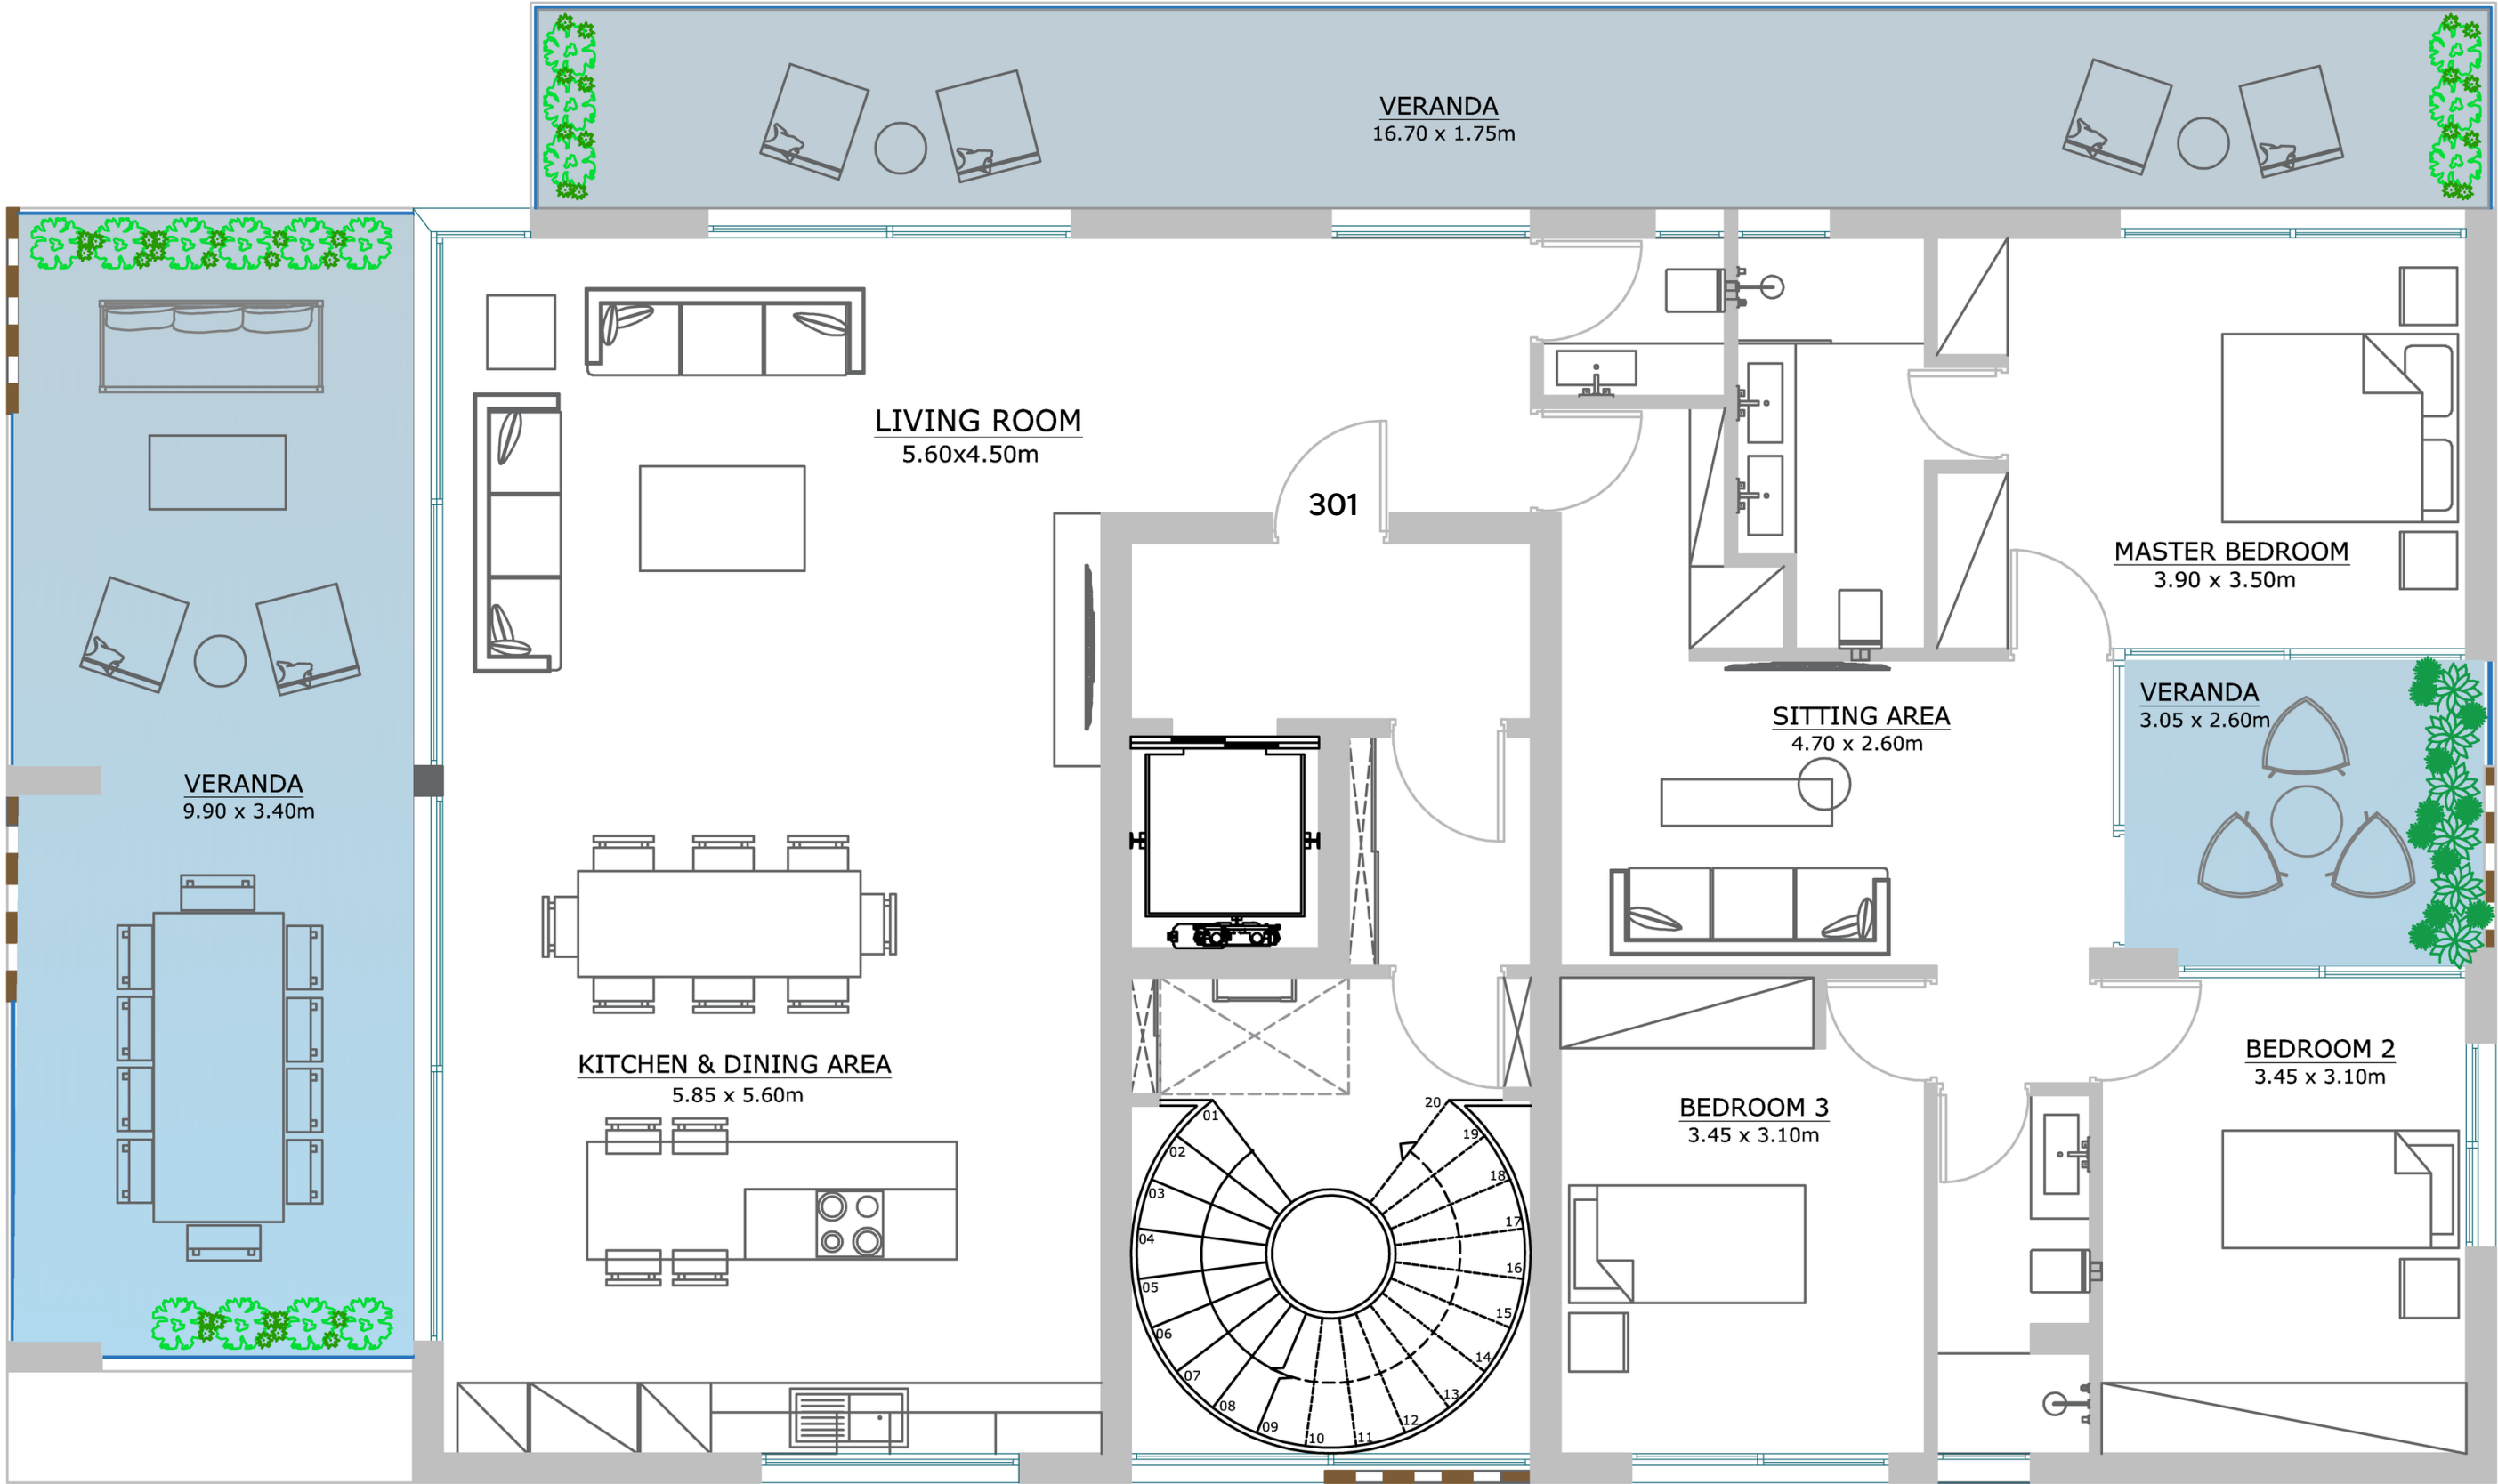 VERANDA
16.70 x 1.75m
LIVING ROOM
5.60x4.50m
301
MASTER BEDROOM
3.90 x 3.50m
VERANDA
3.05 x 2.60m
SITTING AREA
4.70 x 2.60m
VERANDA
9.90 x 3.40m
KITCHEN & DINING AREA
5.85 x 5.60m
BEDROOM 2
3.45 x 3.10m
BEDROOM 3
3.45 x 3.10m
01
02
03
04
05
06
07
08
09
10
11
12
13
14
15
16
17
18
19
20